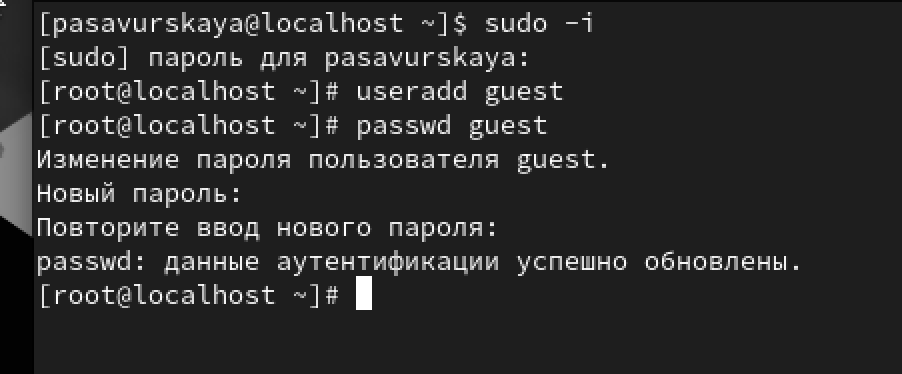 [pasavurskaya@localhost ~]$ sudo -i
[sudo] пароль для pasavurskaya:
[root@localhost ~]# useradd guest
[root@localhost ~]# passwd guest
Изменение пароля пользователя guest.
Новый пароль:
Повторите ввод нового пароля:
passwd: данные аутентификации успешно обновлены.
[root@localhost ~]#